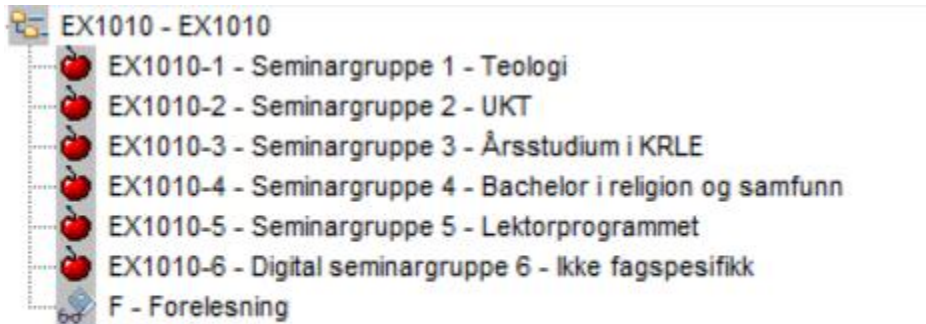 EX1010 - EX1010
EX1010-1 - Seminargruppe 1 - Teologi
EX1010-2 - Seminargruppe 2 - UKT
EX1010-3 - Seminargruppe 3 - Årsstudium i KRLE
EX1010-4 - Seminargruppe 4 - Bachelor i religion og samfunn
EX1010-5 - Seminargruppe 5 - Lektorprogrammet
EX1010-6 - Digital seminargruppe 6 - Ikke fagspesifikk
F - Forelesning